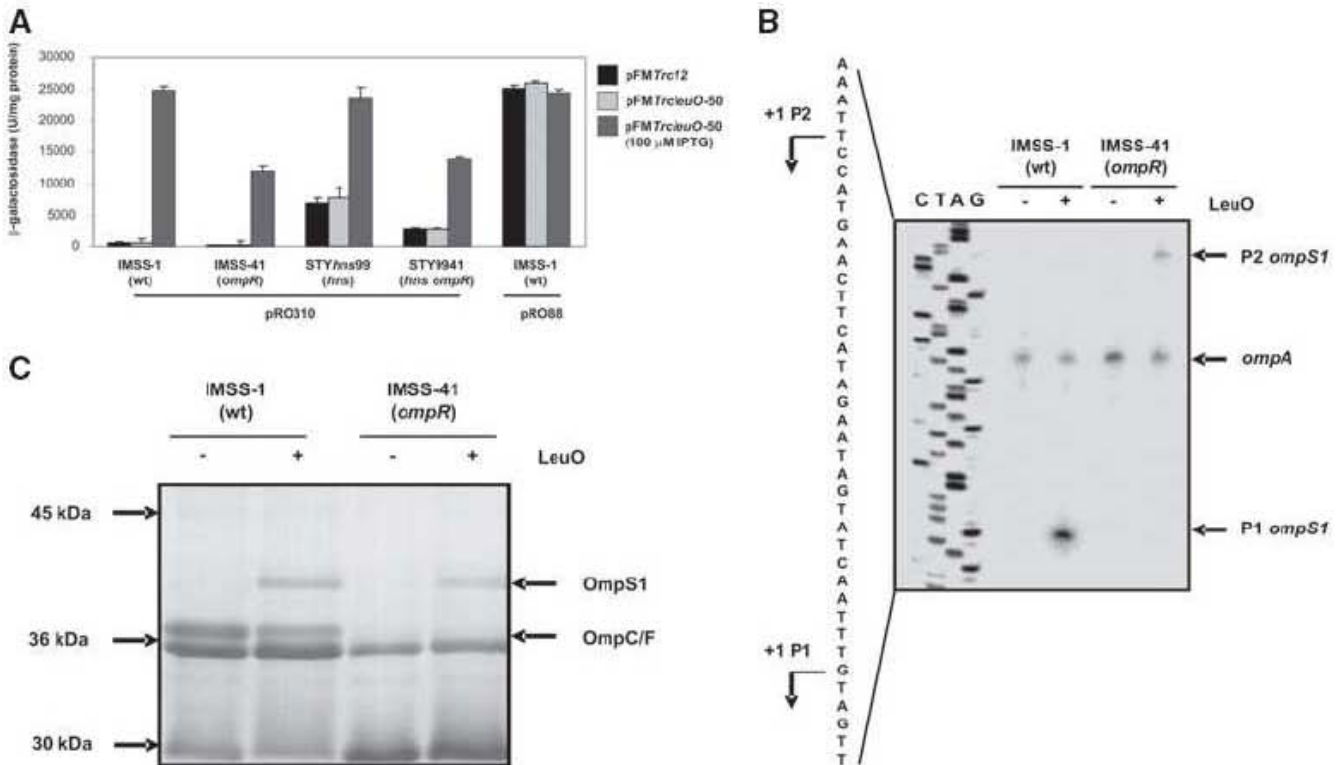 A
β-galactosidase (U/mg protein)
30000
25000
20000
15000
10000
5000
0
IMSS-1 (wt)
IMSS-41 (ompR)
STYhns99 (hns)
STY9941 (hns ompR)
IMSS-1 (wt)
pRO310
pRO88
pFMTrc12
pFMTrcleuO-50
pFMTrcleuO-50
(100 µM IPTG)
B
AAATTCCATGAACTTCATAGAATAGTATCAATTTGTAGTT
+1 P2
+1 P1
IMSS-1 (wt)
IMSS-41 (ompR)
C T A G - + - + LeuO
P2 ompS1
ompA
P1 ompS1
C
IMSS-1 (wt)
IMSS-41 (ompR)
- + - + LeuO
45 kDa
36 kDa
30 kDa
OmpS1
OmpC/F